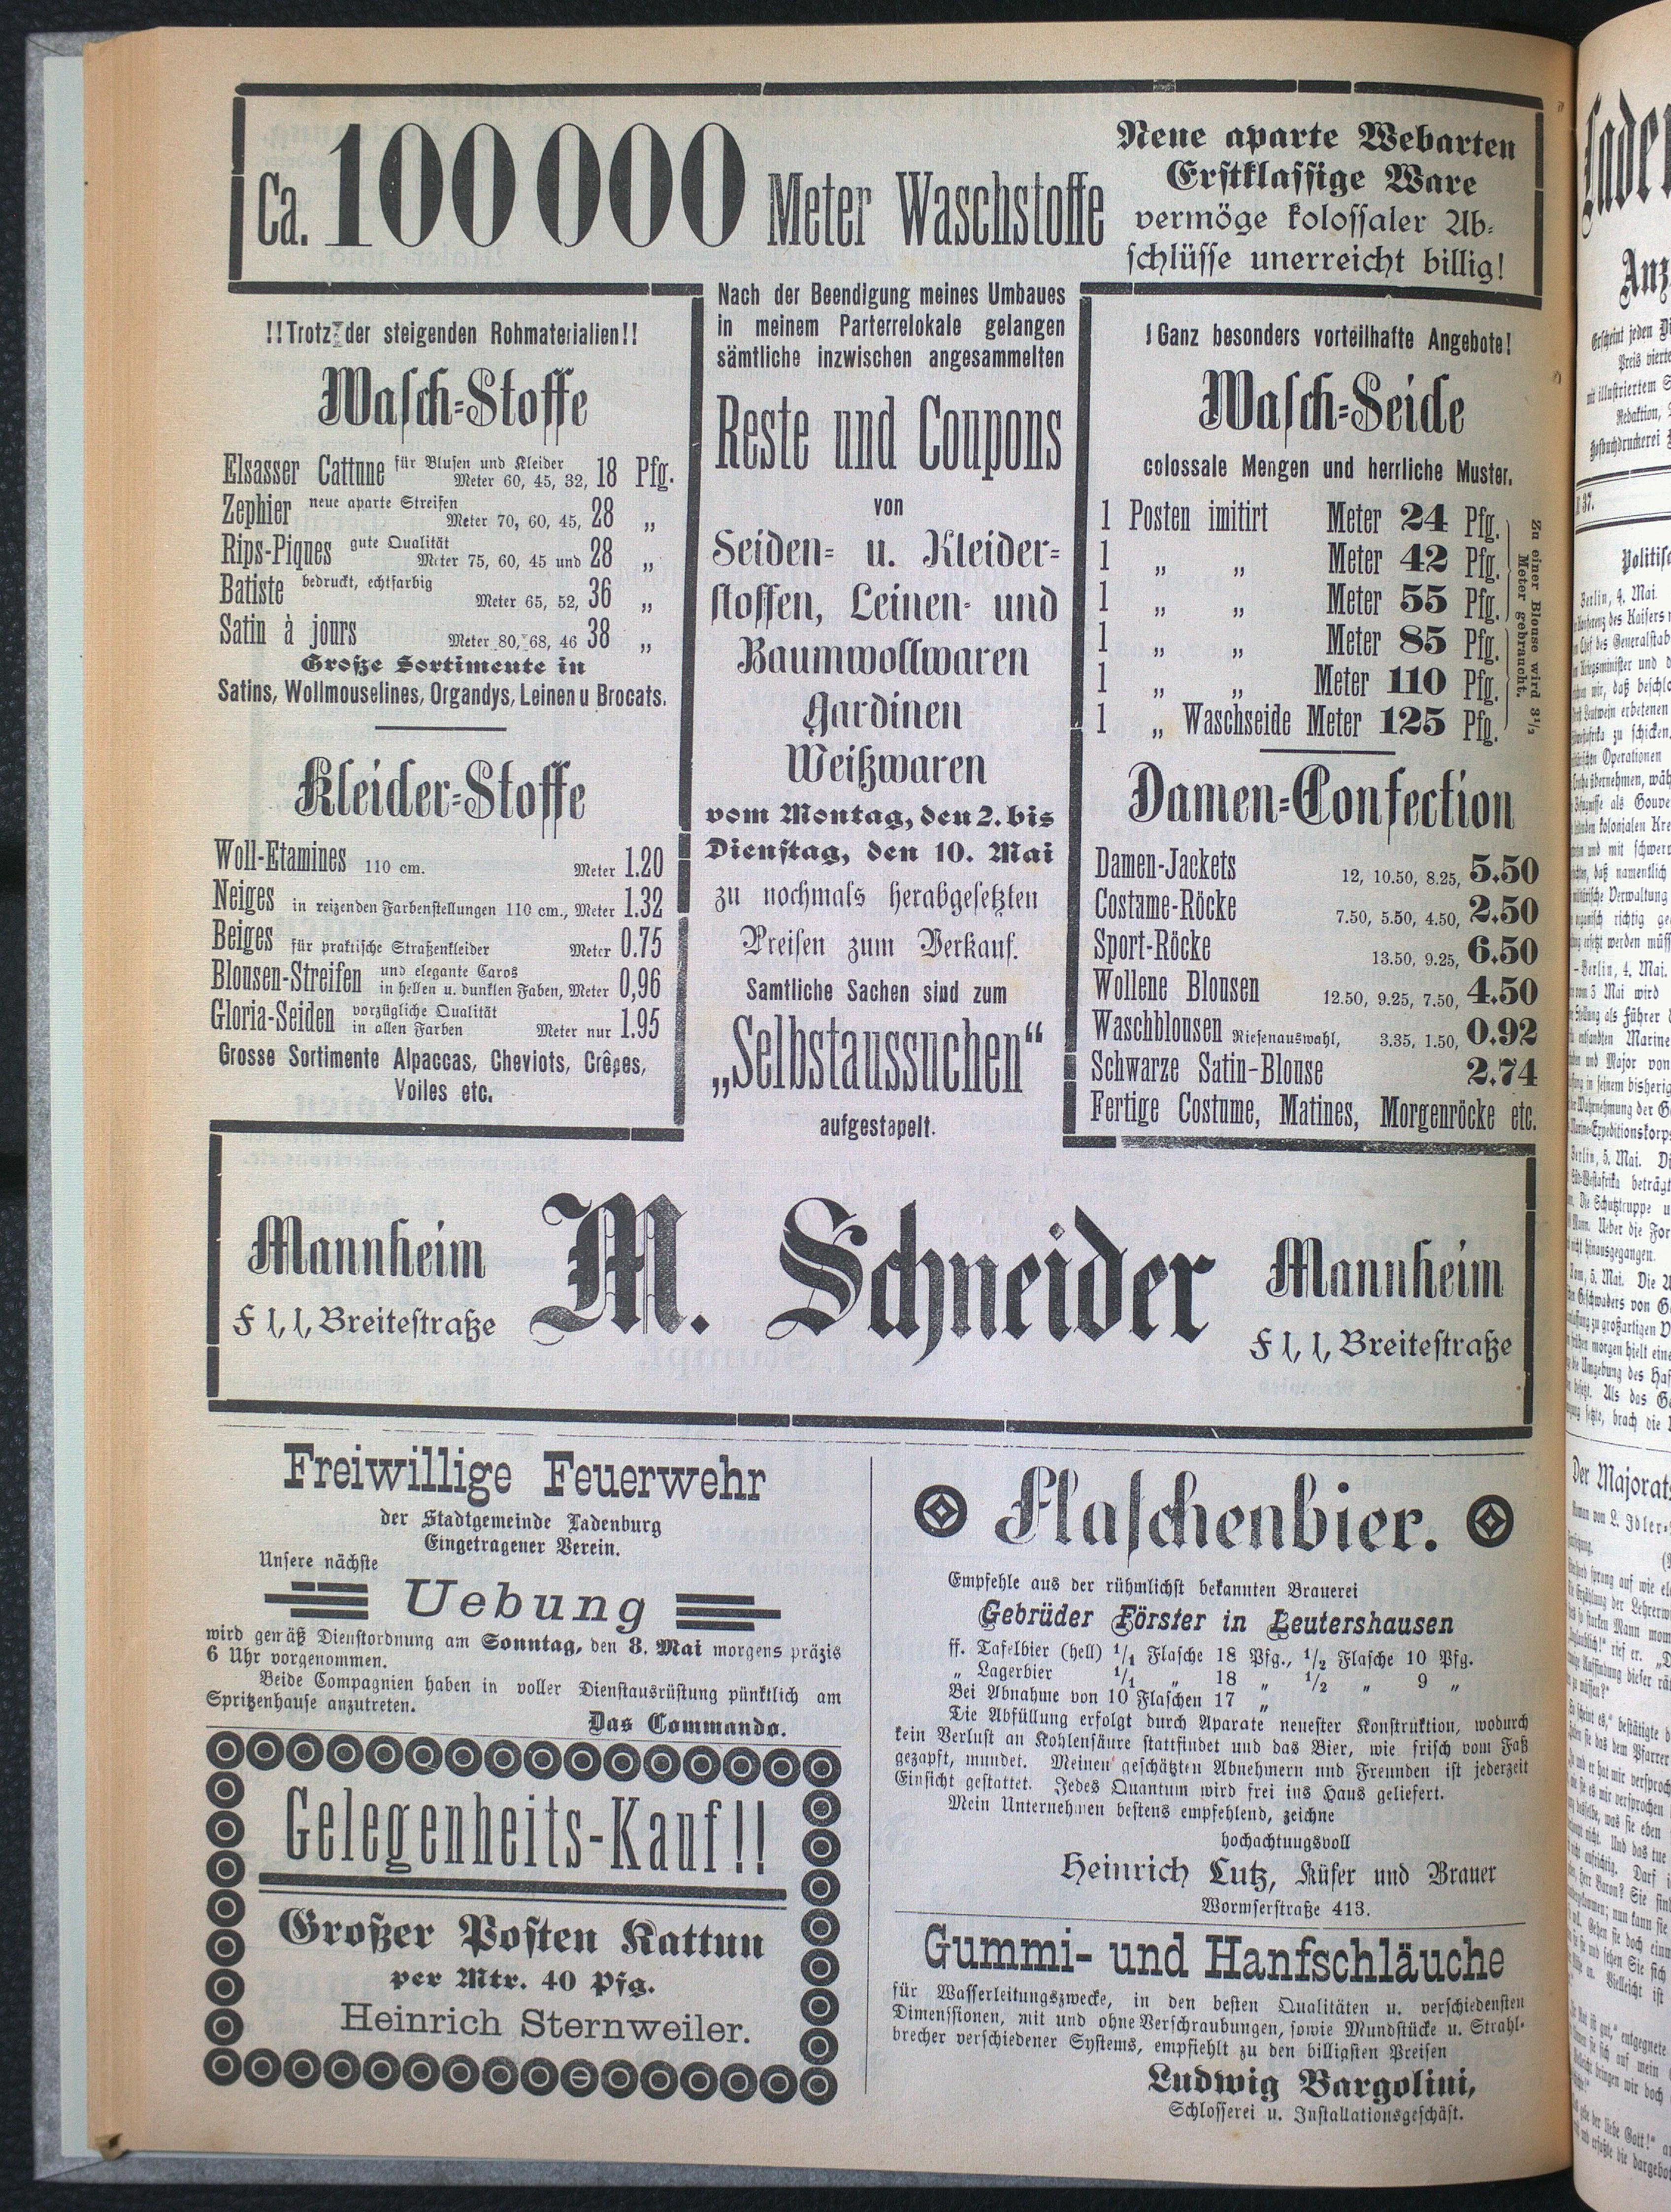 Ca. 100 000 Meter Waschstoffe
Neue aparte Webarten
Erstklassige Ware
vermöge kolossaler Ab-
schlüsse unerreicht billig!
!!Trotz der steigenden Rohmaterialien!!
Wasch-Stoffe
Elsasser Cattune für Blusen und Kleider Meter 60, 45, 32, 18 Pfg.
Zephier neue aparte Streifen Meter 70, 60, 45, 28 „
Rips-Piques gute Qualität Meter 75, 60, 45 und 28 „
Batiste bedruckt, echtfarbig Meter 65, 52, 36 „
Satin à jours Meter 80, 68, 46 38 „
Große Sortimente in
Satins, Wollmouselines, Organdys, Leinen u Brocats.
Kleider-Stoffe
Woll-Etamines 110 cm. Meter 1.20
Neiges in reizenden Farbenstellungen 110 cm., Meter 1.32
Beiges für praktische Straßenkleider Meter 0.75
Blousen-Streifen und elegante Caros in hellen u. dunklen Faben, Meter 0,96
Gloria-Seiden vorzügliche Qualität in allen Farben Meter nur 1.95
Grosse Sortimente Alpaccas, Cheviots, Crêpes,
Voiles etc.
Nach der Beendigung meines Umbaues
in meinem Parterrelokale gelangen
sämtliche inzwischen angesammelten
Reste und Coupons
von
Seiden- u. Kleider-
stoffen, Leinen- und
Baumwollwaren
Gardinen
Weißwaren
vom Montag, den 2. bis
Dienstag, den 10. Mai
zu nochmals herabgesetzten
Preisen zum Verkauf.
Samtliche Sachen sind zum
„Selbstaussuchen“
aufgestapelt.
! Ganz besonders vorteilhafte Angebote!
Wasch-Seide
colossale Mengen und herrliche Muster.
1 Posten imitirt Meter 24 Pfg.
1 „ „ Meter 42 Pfg.
1 „ „ Meter 55 Pfg.
1 „ „ Meter 85 Pfg.
1 „ „ Meter 110 Pfg.
1 „ Waschseide Meter 125 Pfg.
Zu einer Blouse wird 3½
Meter gebraucht.
Damen-Confection
Damen-Jackets 12, 10.50, 8.25, 5.50
Costame-Röcke 7.50, 5.50, 4.50, 2.50
Sport-Röcke 13.50, 9.25, 6.50
Wollene Blousen 12.50, 9.25, 7.50, 4.50
Waschblousen Riesenauswahl, 3.35, 1.50, 0.92
Schwarze Satin-Blouse 2.74
Fertige Costume, Matines, Morgenröcke etc.
Mannheim
F 1, 1, Breitestraße
M. Schneider
Mannheim
F 1, 1, Breitestraße
Freiwillige Feuerwehr
der Stadtgemeinde Ladenburg
Eingetragener Verein.
Unsere nächste
Uebung
wird gemäß Dienstordnung am Sonntag, den 8. Mai morgens präzis
6 Uhr vorgenommen.
Beide Compagnien haben in voller Dienstausrüstung pünktlich am
Spritzenhause anzutreten.
Das Commando.
Gelegenheits-Kauf!!
Großer Posten Kattun
per Mtr. 40 Pfg.
Heinrich Sternweiler.
Flaschenbier.
Empfehle aus der rühmlichst bekannten Brauerei
Gebrüder Förster in Leutershausen
ff. Tafelbier (hell) 1/1 Flasche 18 Pfg., 1/2 Flasche 10 Pfg.
„ Lagerbier 1/1 „ 18 „ 1/2 „ 9 „
Bei Abnahme von 10 Flaschen 17 „
Die Abfüllung erfolgt durch Aparate neuester Konstruktion, wodurch
kein Verlust an Kohlensäure stattfindet und das Bier, wie frisch vom Faß
gezapft, mundet. Meinen geschätzten Abnehmern und Freunden ist jederzeit
Einsicht gestattet. Jedes Quantum wird frei ins Haus geliefert.
Mein Unternehmen bestens empfehlend, zeichne
hochachtungsvoll
Heinrich Lutz, Küfer und Brauer
Wormserstraße 413.
Gummi- und Hanfschläuche
für Wasserleitungszwecke, in den besten Qualitäten u. verschiedensten
Dimensionen, mit und ohne Verschraubungen, sowie Mundstücke u. Strahl-
brecher verschiedener Systems, empfiehlt zu den billigsten Preisen
Ludwig Bargolini,
Schlosserei u. Installationsgeschäft.